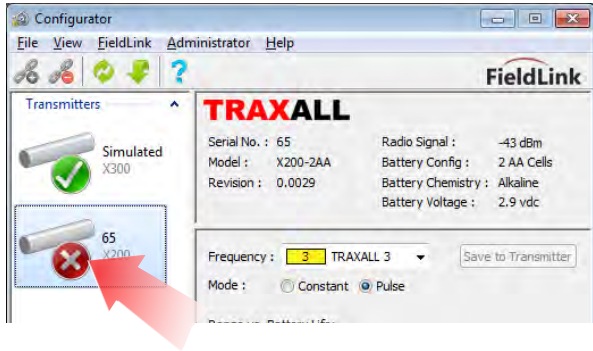 Configurator
File View FieldLink Administrator Help
?
FieldLink
Transmitters
Simulated
X300
65
X200
TRAXALL
Serial No. : 65
Model : X200-2AA
Revision : 0.0029
Radio Signal : -43 dBm
Battery Config : 2 AA Cells
Battery Chemistry : Alkaline
Battery Voltage : 2.9 vdc
Frequency : 3 TRAXALL 3
Save to Transmitter
Mode : Constant Pulse